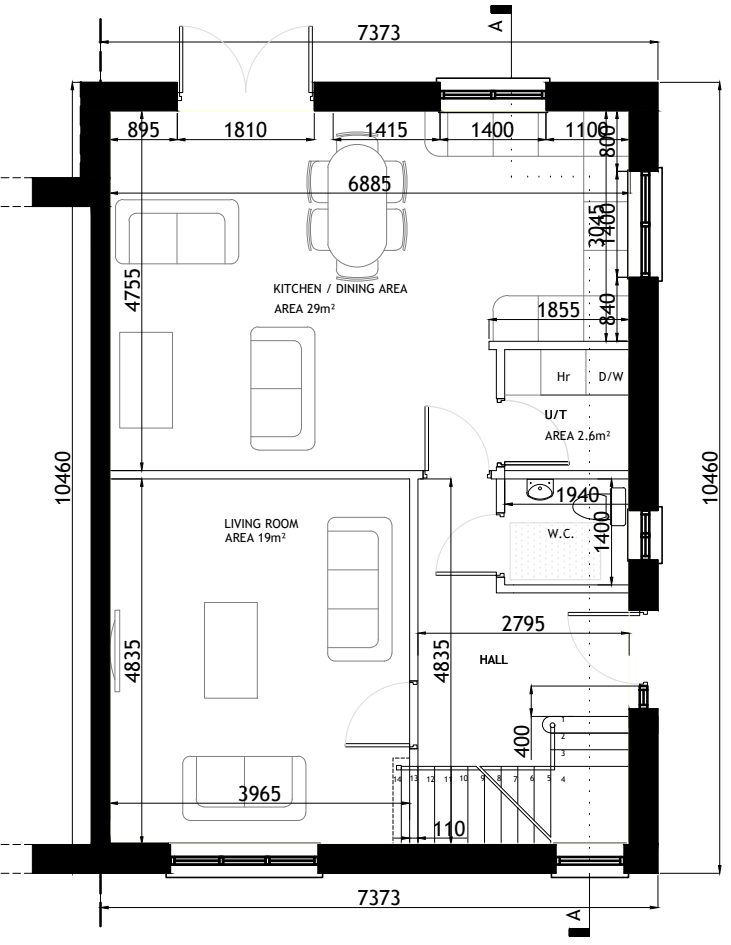 A
7373
895
1810
1415
1400
1100
800
6885
3045
1400
4755
KITCHEN / DINING AREA
AREA 29m²
1855
840
Hr
D/W
U/T
AREA 2.6m²
10460
10460
1940
LIVING ROOM
AREA 19m²
W.C.
1400
2795
4835
4835
HALL
400
1
2
3
14 13 12 11 10 9 8 7 6 5 4
3965
110
7373
A